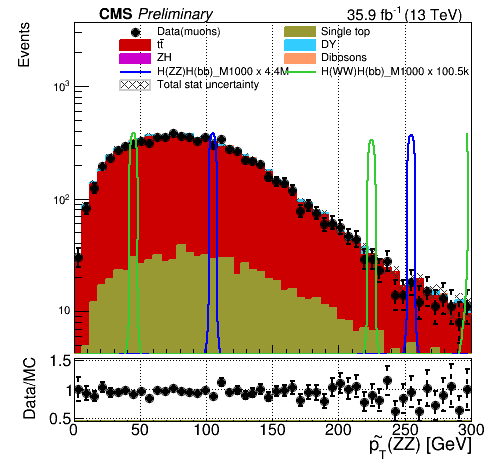 CMS Preliminary 35.9 fb⁻¹ (13 TeV)
Data(muons) Single top
tt̄ DY
ZH Dibosons
H(ZZ)H(bb)_M1000 x 4.4M H(WW)H(bb)_M1000 x 100.5k
Total stat uncertainty
Events
10³
10²
10
Data/MC
1.5
1.0
0.5
0 50 100 150 200 250 300
p̃_T(ZZ) [GeV]